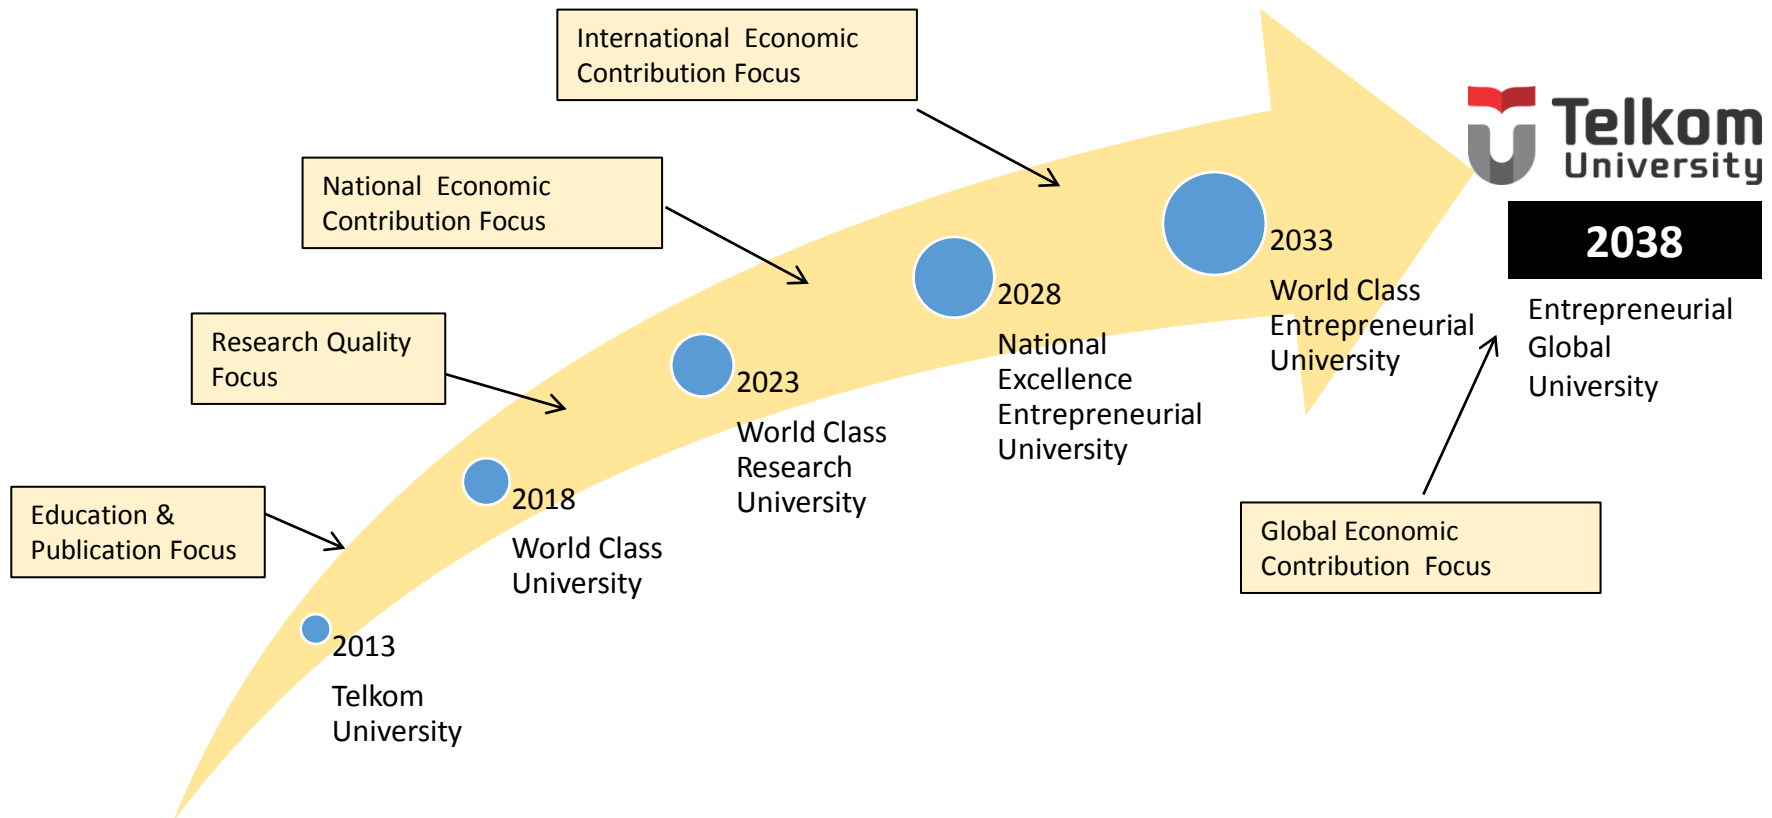 International Economic
Contribution Focus
National Economic
Contribution Focus
Research Quality
Focus
Education &
Publication Focus
2013
Telkom
University
2018
World Class
University
2023
World Class
Research
University
2028
National
Excellence
Entrepreneurial
University
2033
World Class
Entrepreneurial
University
Telkom
University
2038
Entrepreneurial
Global
University
Global Economic
Contribution Focus